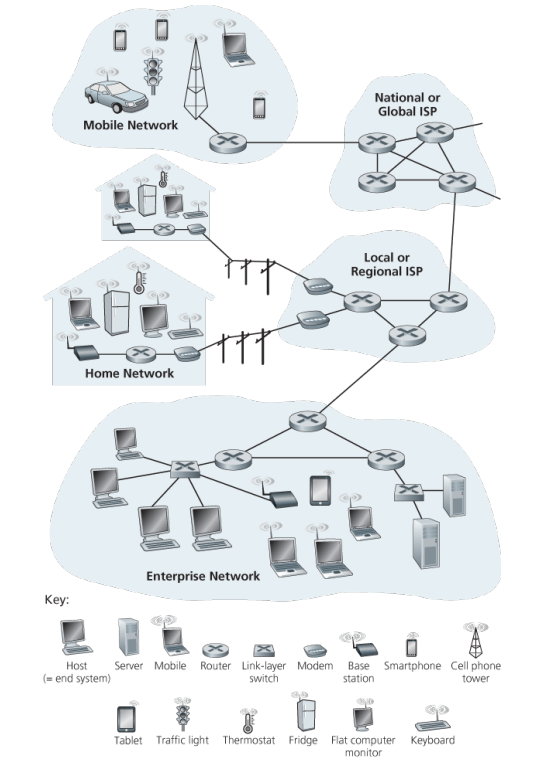 Mobile Network
National or
Global ISP
Local or
Regional ISP
Home Network
Enterprise Network
Key:
Host
(= end system)
Server
Mobile
Router
Link-layer
switch
Modem
Base
station
Smartphone
Cell phone
tower
Tablet
Traffic light
Thermostat
Fridge
Flat computer
monitor
Keyboard